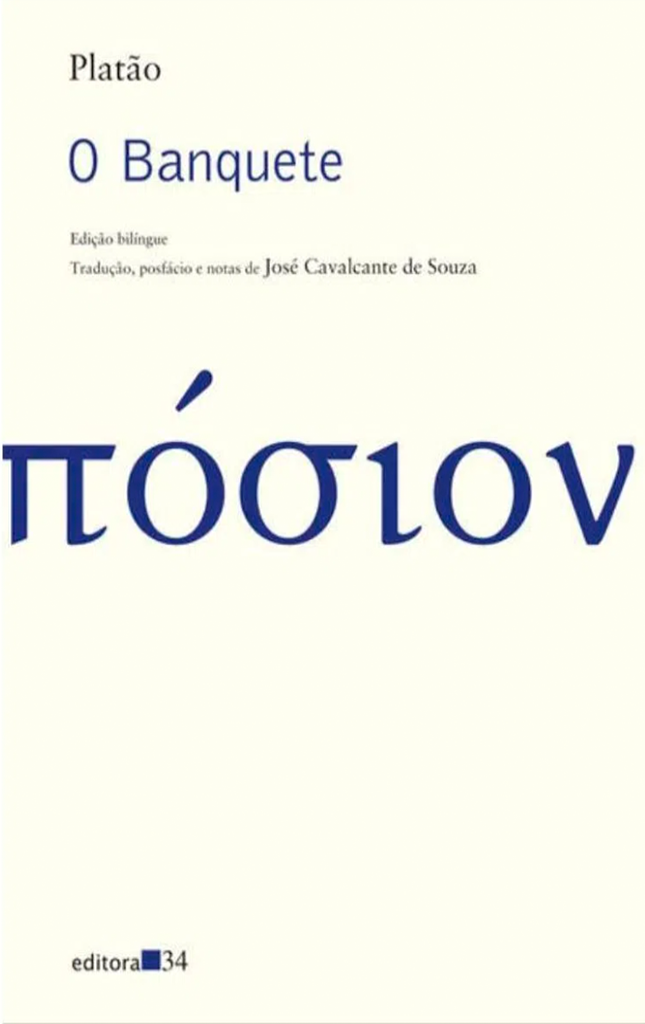 Platão
O Banquete
Edição bilíngue
Tradução, posfácio e notas de José Cavalcante de Souza
πόσιον
editora 34